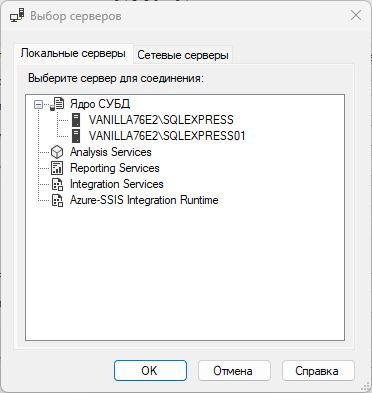 Выбор серверов
Локальные серверы
Сетевые серверы
Выберите сервер для соединения:
Ядро СУБД
VANILLA76E2\SQLEXPRESS
VANILLA76E2\SQLEXPRESS01
Analysis Services
Reporting Services
Integration Services
Azure-SSIS Integration Runtime
OK
Отмена
Справка